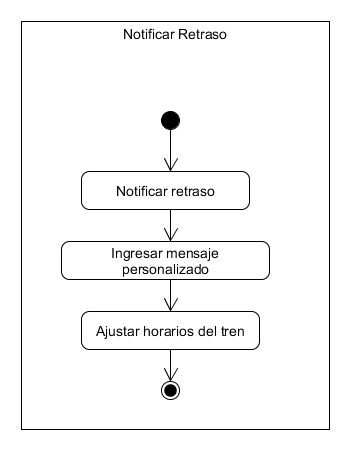 Notificar Retraso
Notificar retraso
Ingresar mensaje
personalizado
Ajustar horarios del tren